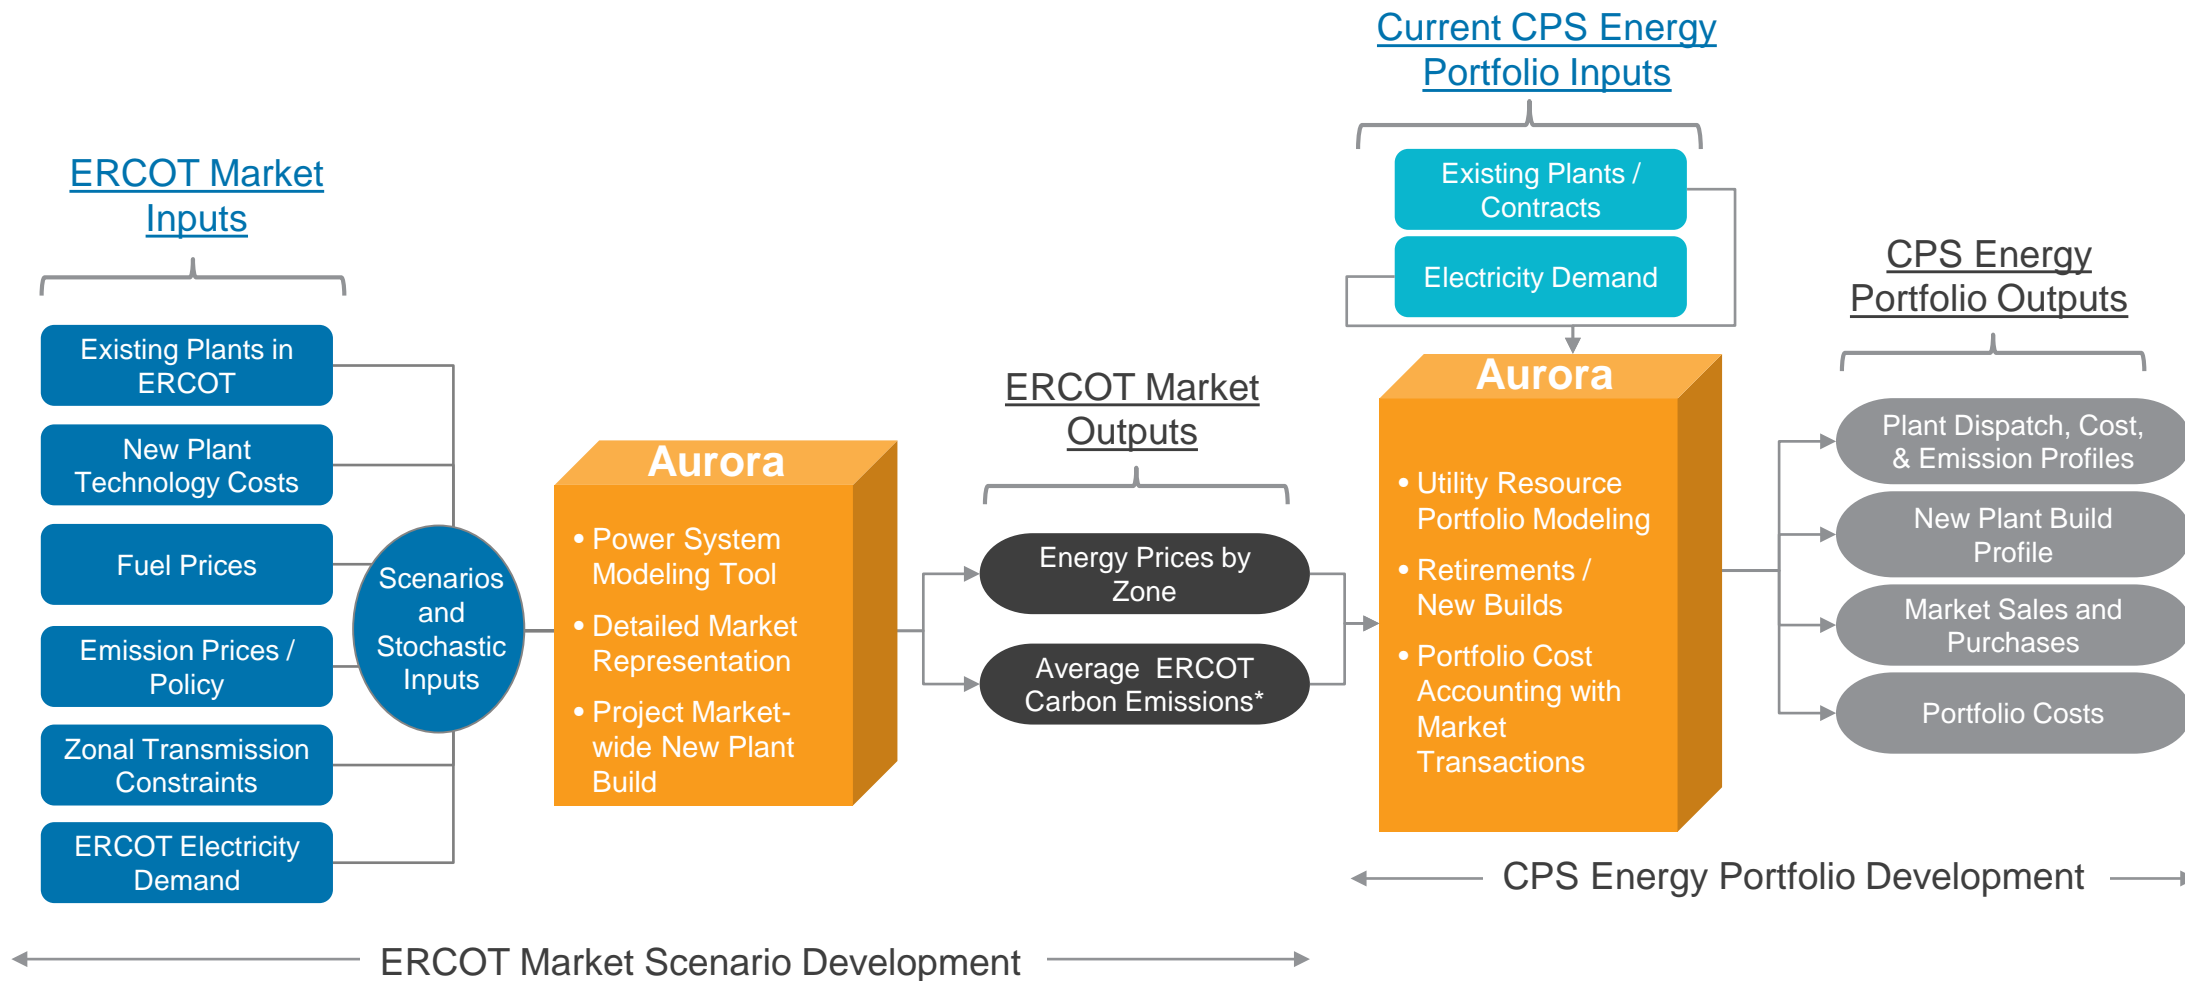 ERCOT Market
Inputs
Existing Plants in
ERCOT
New Plant
Technology Costs
Fuel Prices
Emission Prices /
Policy
Zonal Transmission
Constraints
ERCOT Electricity
Demand
Scenarios
and
Stochastic
Inputs
Aurora
• Power System
Modeling Tool
• Detailed Market
Representation
• Project Market-
wide New Plant
Build
ERCOT Market
Outputs
Energy Prices by
Zone
Average ERCOT
Carbon Emissions*
Current CPS Energy
Portfolio Inputs
Existing Plants /
Contracts
Electricity Demand
Aurora
• Utility Resource
Portfolio Modeling
• Retirements /
New Builds
• Portfolio Cost
Accounting with
Market
Transactions
CPS Energy
Portfolio Outputs
Plant Dispatch, Cost,
& Emission Profiles
New Plant Build
Profile
Market Sales and
Purchases
Portfolio Costs
CPS Energy Portfolio Development
ERCOT Market Scenario Development